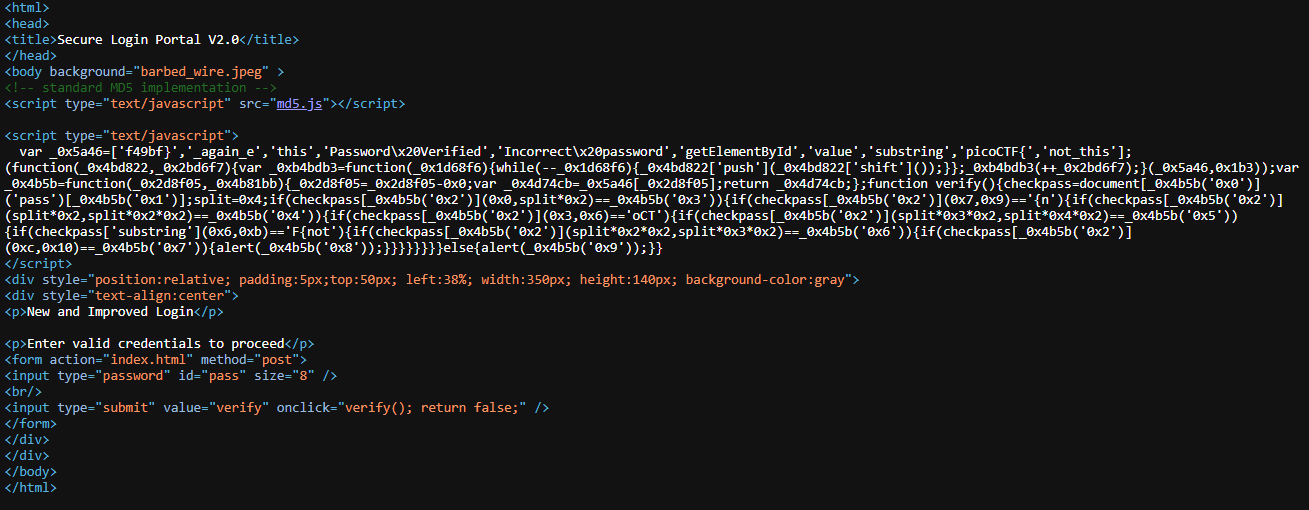 <html>
<head>
<title>Secure Login Portal V2.0</title>
</head>
<body background="barbed_wire.jpeg" >
<!-- standard MD5 implementation -->
<script type="text/javascript" src="md5.js"></script>

<script type="text/javascript">
  var _0x5a46=['f49bf}','_again_e','this','Password\x20Verified','Incorrect\x20password','getElementById','value','substring','picoCTF{','not_this'];
(function(_0x4bd822,_0x2bd6f7){var _0xb4bdb3=function(_0x1d68f6){while(--_0x1d68f6){_0x4bd822['push'](_0x4bd822['shift']());}};_0xb4bdb3(++_0x2bd6f7);}(_0x5a46,0x1b3));var
_0x4b5b=function(_0x2d8f05,_0x4b81bb){_0x2d8f05=_0x2d8f05-0x0;var _0x4d74cb=_0x5a46[_0x2d8f05];return _0x4d74cb;};function verify(){checkpass=document[_0x4b5b('0x0')]
('pass')[_0x4b5b('0x1')];split=0x4;if(checkpass[_0x4b5b('0x2')](0x0,split*0x2)==_0x4b5b('0x3')){if(checkpass[_0x4b5b('0x2')](0x7,0x9)=='{n'){if(checkpass[_0x4b5b('0x2')]
(split*0x2,split*0x2*0x2)==_0x4b5b('0x4')){if(checkpass[_0x4b5b('0x2')](0x3,0x6)=='oCT'){if(checkpass[_0x4b5b('0x2')](split*0x3*0x2,split*0x4*0x2)==_0x4b5b('0x5'))
{if(checkpass['substring'](0x6,0xb)=='F{not'){if(checkpass[_0x4b5b('0x2')](split*0x2*0x2,split*0x3*0x2)==_0x4b5b('0x6')){if(checkpass[_0x4b5b('0x2')]
(0xc,0x10)==_0x4b5b('0x7')){alert(_0x4b5b('0x8'));}}}}}}}}else{alert(_0x4b5b('0x9'));}}
</script>
<div style="position:relative; padding:5px;top:50px; left:38%; width:350px; height:140px; background-color:gray">
<div style="text-align:center">
<p>New and Improved Login</p>

<p>Enter valid credentials to proceed</p>
<form action="index.html" method="post">
<input type="password" id="pass" size="8" />
<br/>
<input type="submit" value="verify" onclick="verify(); return false;" />
</form>
</div>
</div>
</body>
</html>